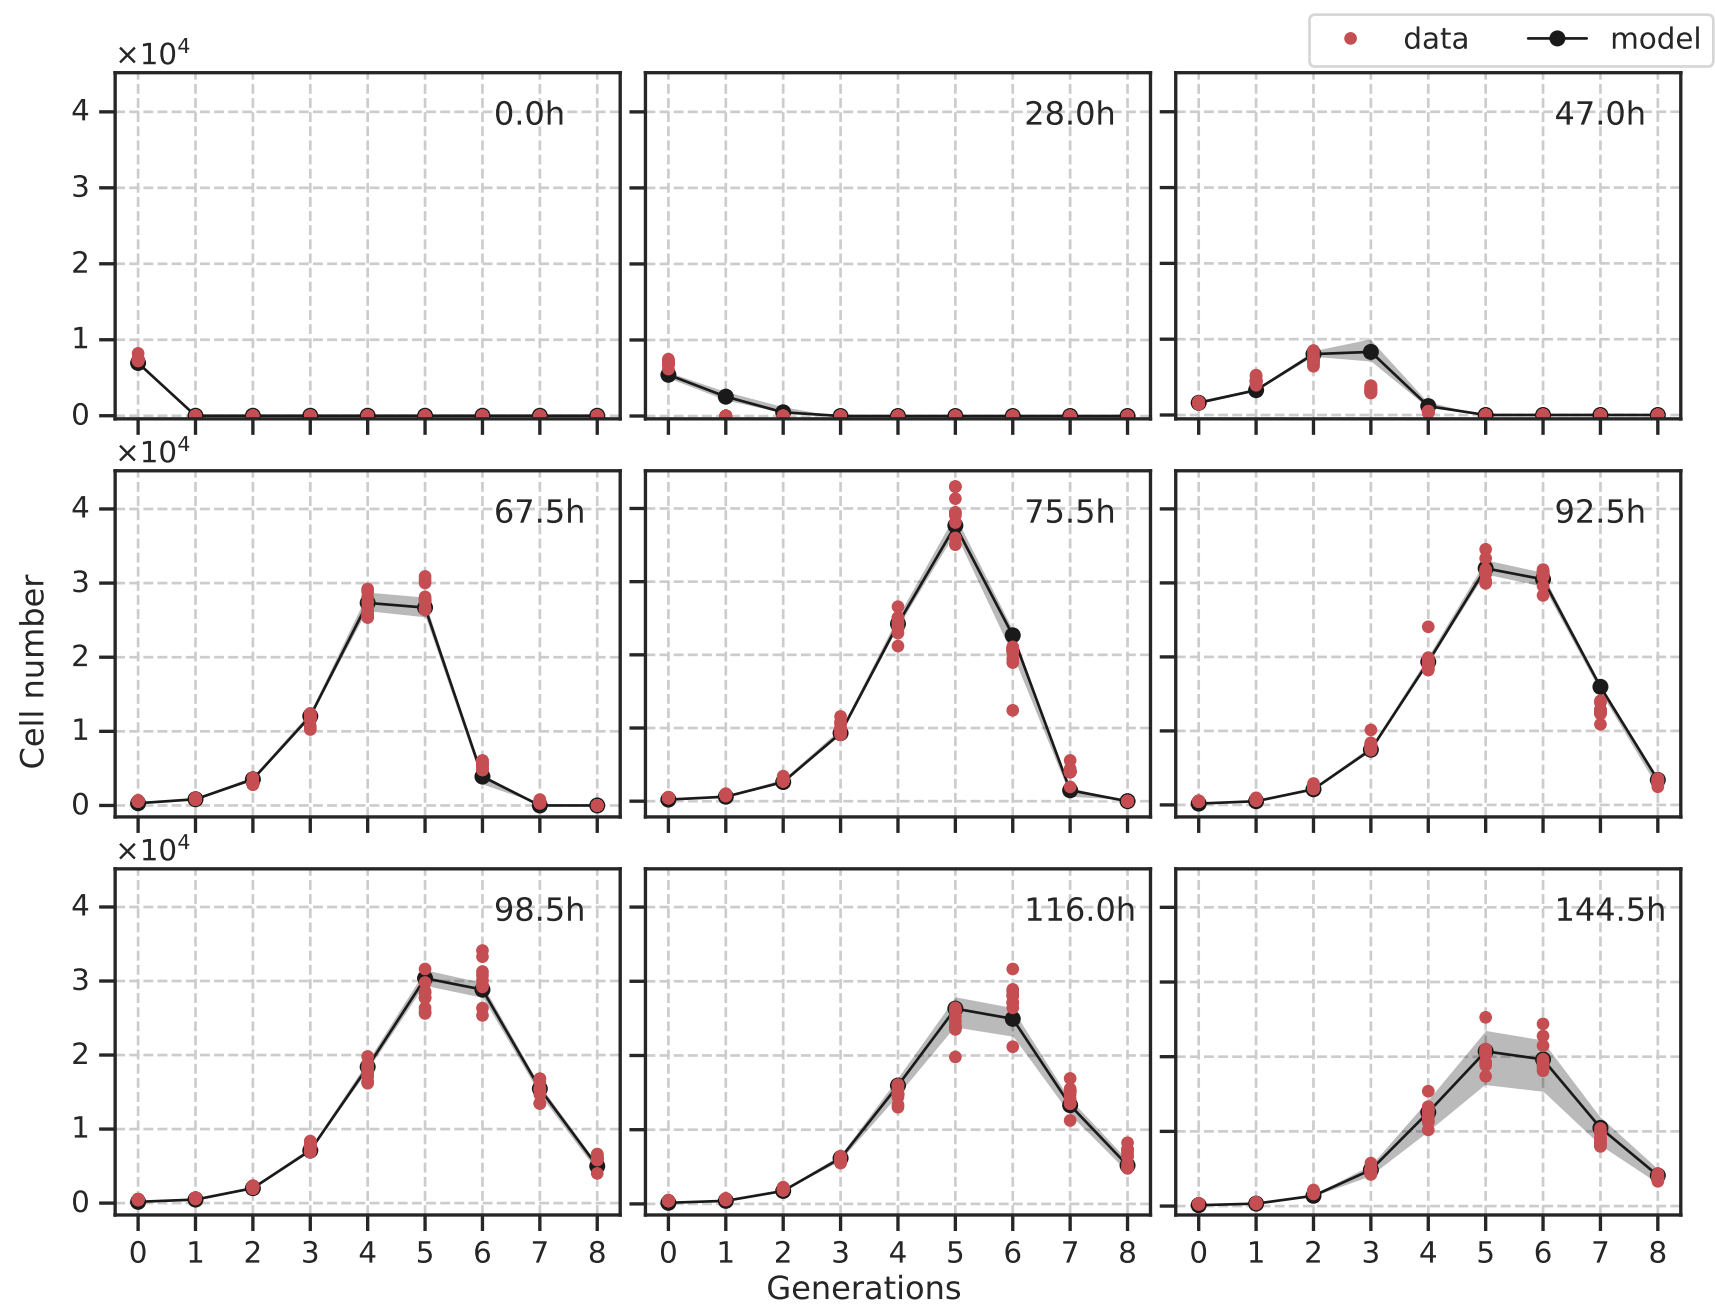 data model
×10⁴
4
3
2
1
0
0.0h
28.0h
47.0h
×10⁴
4
3
2
1
0
67.5h
75.5h
92.5h
Cell number
×10⁴
4
3
2
1
0
98.5h
116.0h
144.5h
0 1 2 3 4 5 6 7 8
0 1 2 3 4 5 6 7 8
0 1 2 3 4 5 6 7 8
Generations